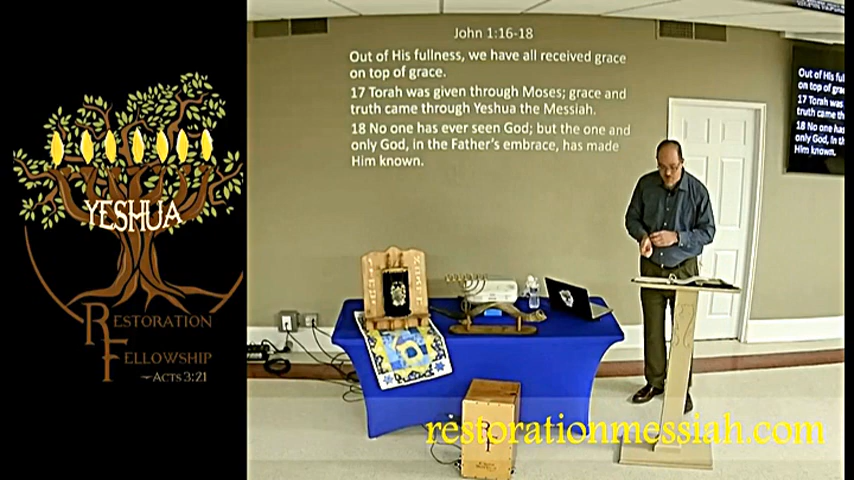 YESHUA
RESTORATION
FELLOWSHIP
ACTS 3:21
John 1:16-18
Out of His fullness, we have all received grace
on top of grace.
17 Torah was given through Moses; grace and
truth came through Yeshua the Messiah.
18 No one has ever seen God; but the one and
only God, in the Father's embrace, has made
Him known.
Out of His ful
on top of gra
17 Torah was
truth came th
18 No one ha
only God, in th
Him known.
RF
restorationmessiah.com